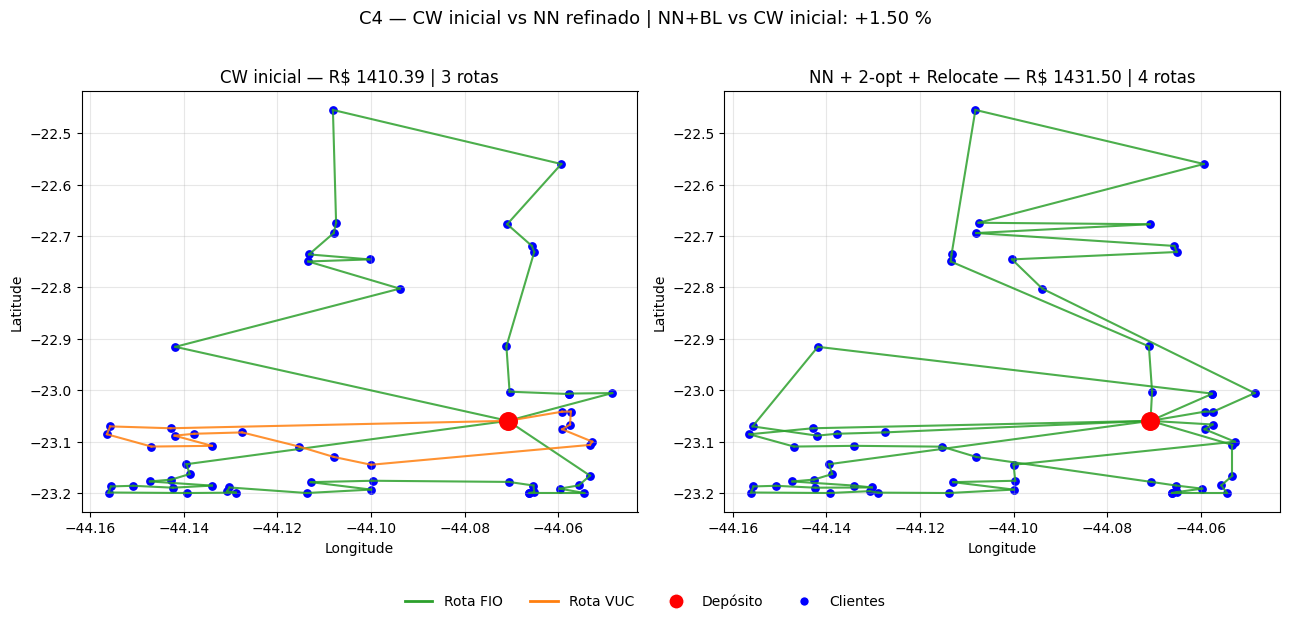 C4 — CW inicial vs NN refinado | NN+BL vs CW inicial: +1.50 %
CW inicial — R$ 1410.39 | 3 rotas
−22.5
−22.6
−22.7
−22.8
−22.9
−23.0
−23.1
−23.2
Latitude
−44.16
−44.14
−44.12
−44.10
−44.08
−44.06
Longitude
NN + 2-opt + Relocate — R$ 1431.50 | 4 rotas
−22.5
−22.6
−22.7
−22.8
−22.9
−23.0
−23.1
−23.2
Latitude
−44.16
−44.14
−44.12
−44.10
−44.08
−44.06
Longitude
Rota FIO
Rota VUC
Depósito
Clientes